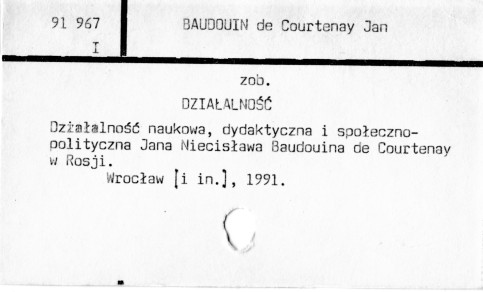 91 967 BAUDOUIN de Courtenay Jan
I
zob.
DZIAŁALNOŚĆ
Działalność naukowa, dydaktyczna i społeczno-
polityczna Jana Niecisława Baudouina de Courtenay
w Rosji.
Wrocław [i in.], 1991.